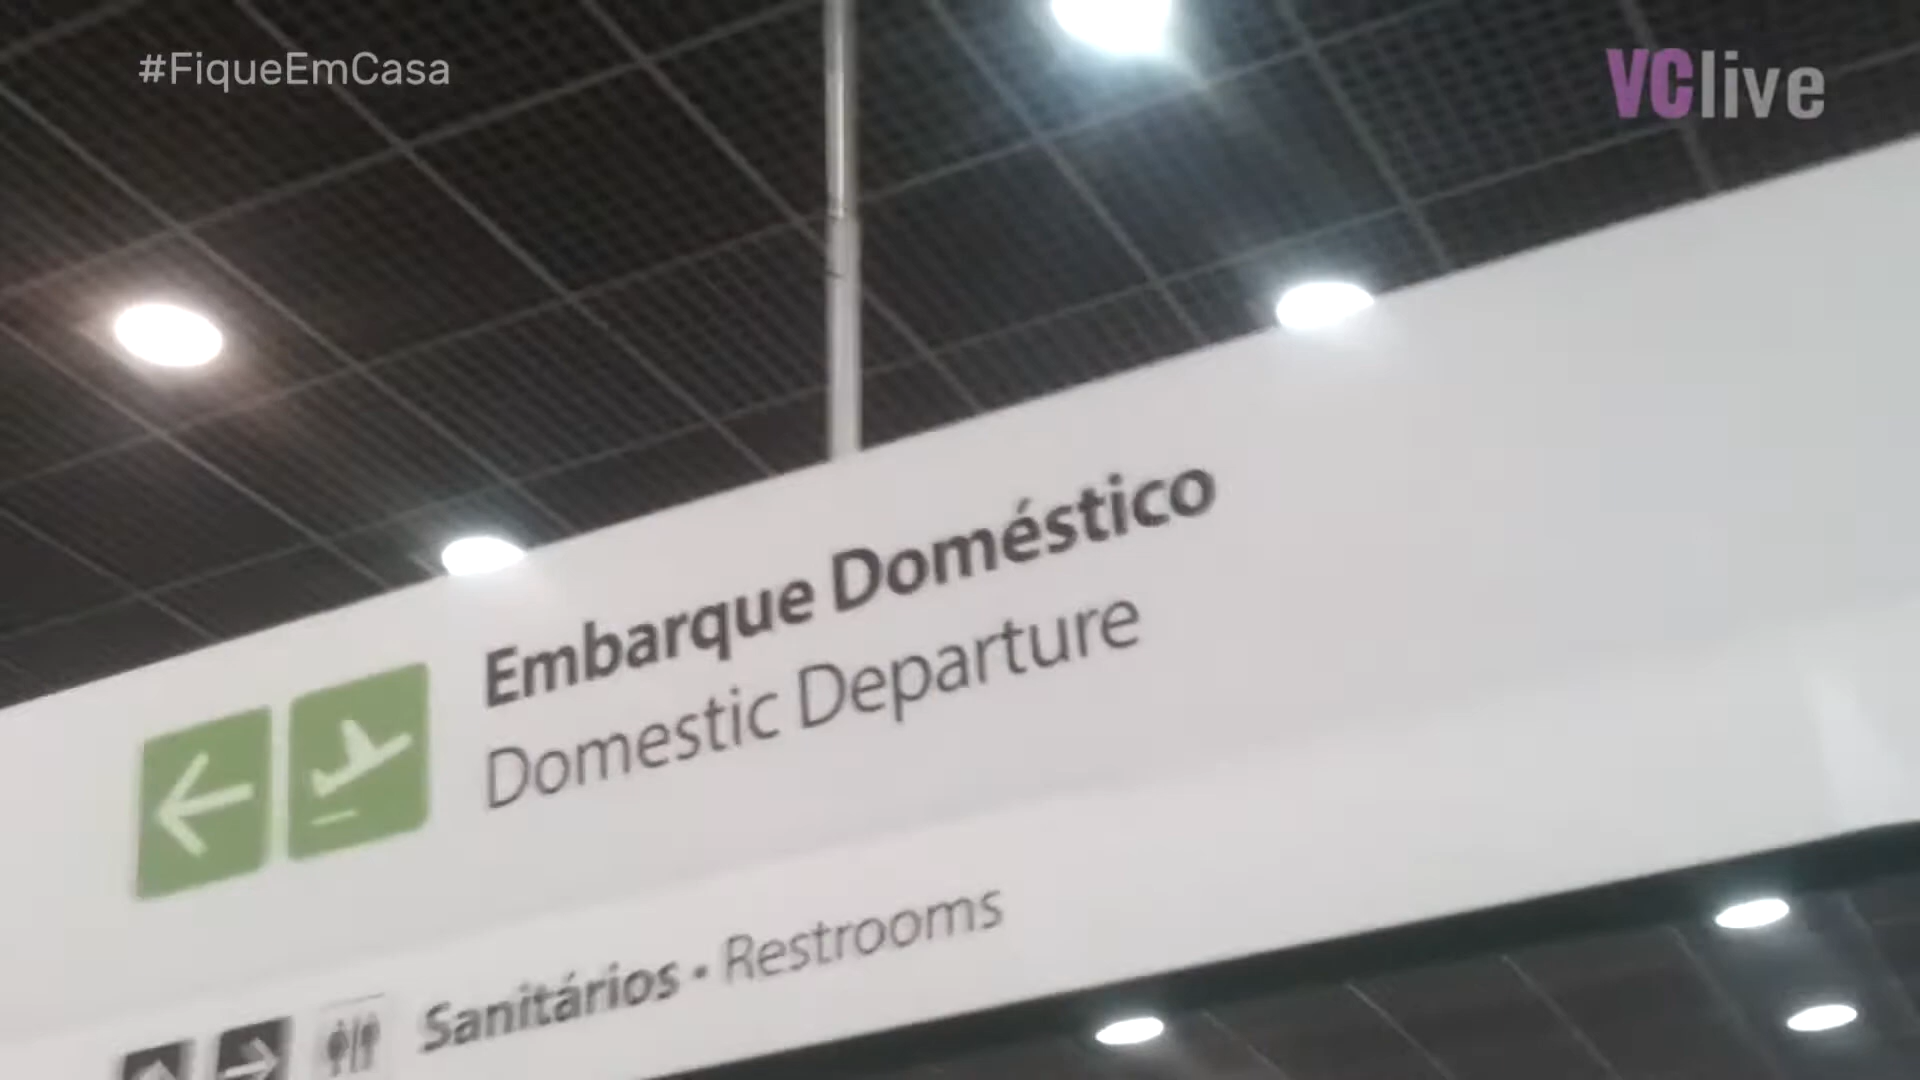 #FiqueEmCasa
VClive
Embarque Doméstico
Domestic Departure
Sanitários • Restrooms